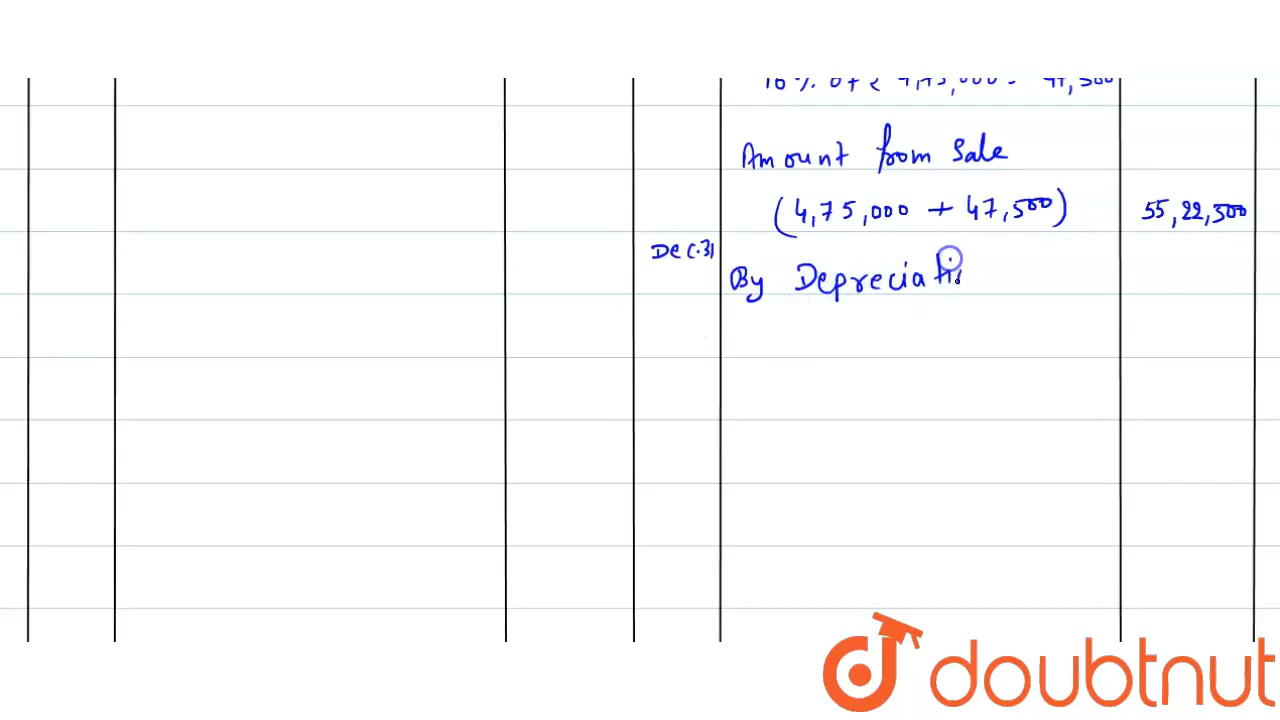 Amount from Sale
(4,75,000 + 47,500) 55,22,500
Dec.31
By Depreciati
doubtnut